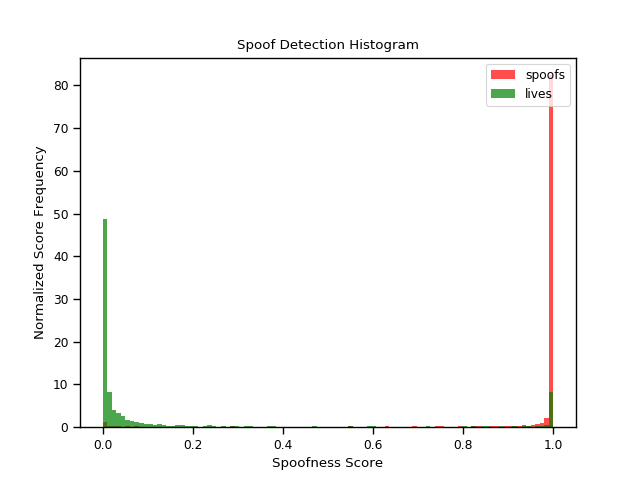 Spoof Detection Histogram
spoofs
lives
Normalized Score Frequency
80
70
60
50
40
30
20
10
0
0.0 0.2 0.4 0.6 0.8 1.0
Spoofness Score